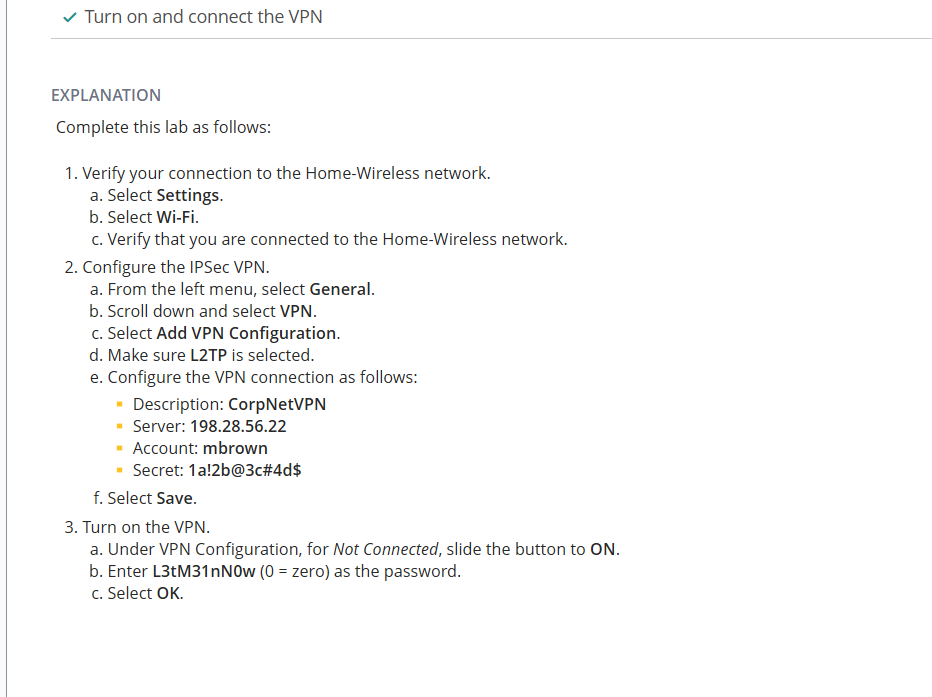 Turn on and connect the VPN
EXPLANATION
Complete this lab as follows:
1. Verify your connection to the Home-Wireless network.
a. Select Settings.
b. Select Wi-Fi.
c. Verify that you are connected to the Home-Wireless network.
2. Configure the IPSec VPN.
a. From the left menu, select General.
b. Scroll down and select VPN.
c. Select Add VPN Configuration.
d. Make sure L2TP is selected.
e. Configure the VPN connection as follows:
Description: CorpNetVPN
Server: 198.28.56.22
Account: mbrown
Secret: 1a!2b@3c#4d$
f. Select Save.
3. Turn on the VPN.
a. Under VPN Configuration, for Not Connected, slide the button to ON.
b. Enter L3tM31nN0w (0 = zero) as the password.
c. Select OK.